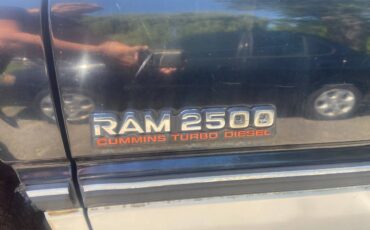 RAM 2500
CUMMINS TURBO DIESEL